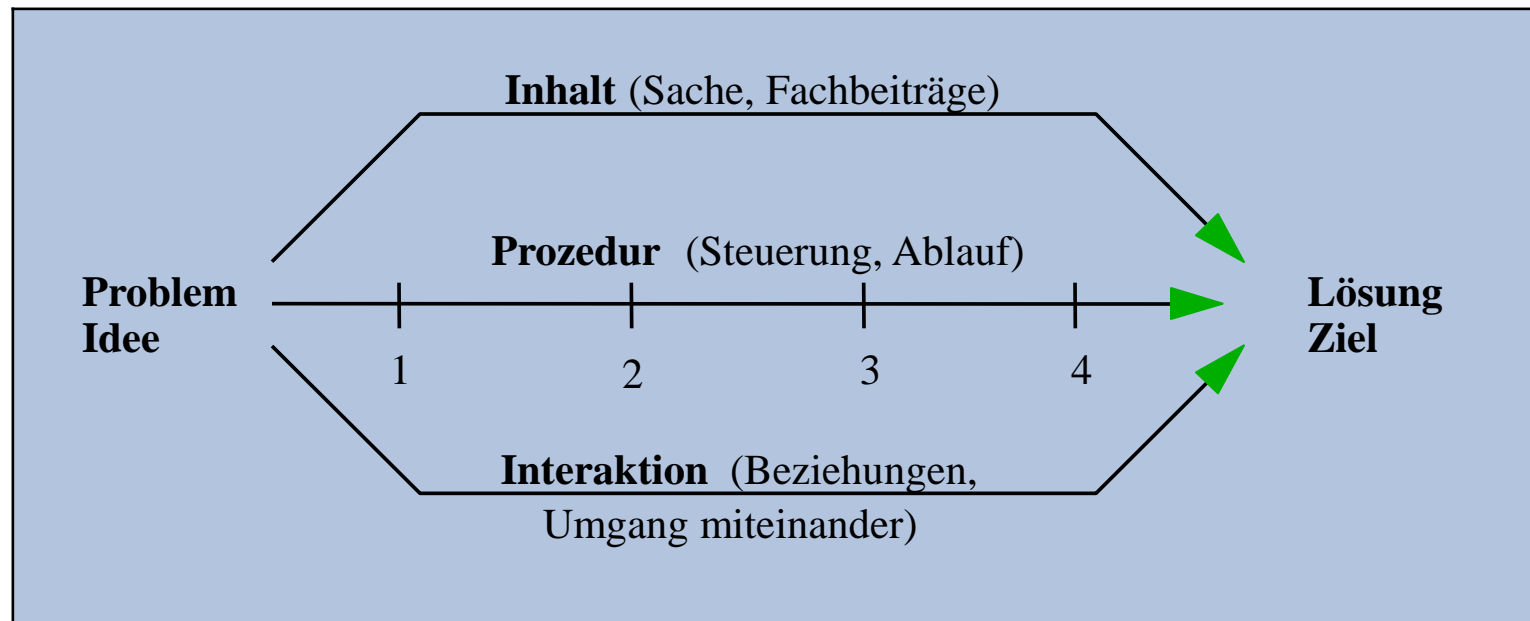 Inhalt (Sache, Fachbeiträge)
Prozedur (Steuerung, Ablauf)
Problem
Idee
Lösung
Ziel
1 2 3 4
Interaktion (Beziehungen,
Umgang miteinander)